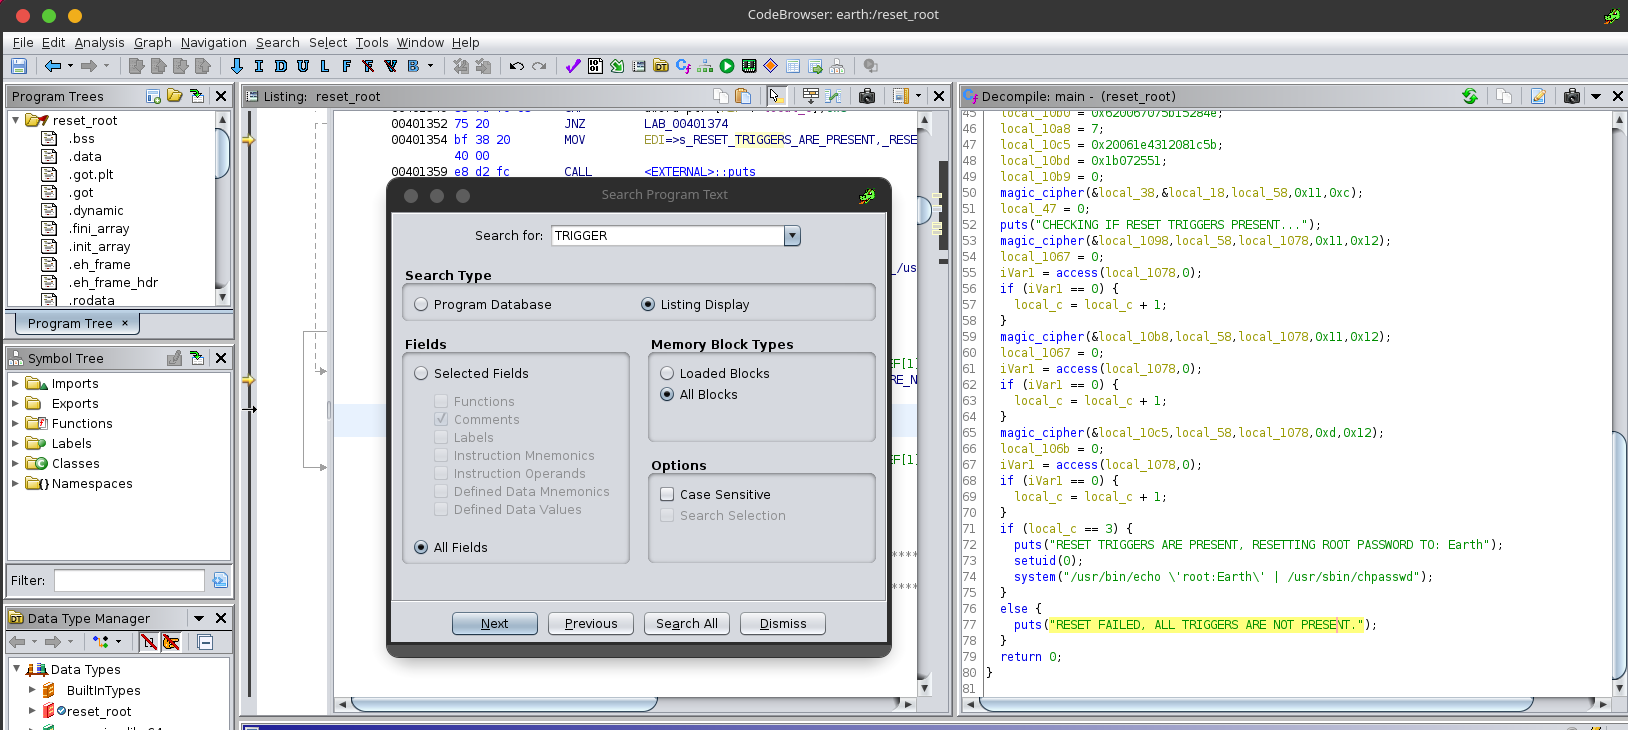 CodeBrowser: earth:/reset_root
File Edit Analysis Graph Navigation Search Select Tools Window Help
I D U L F F V B
Program Trees
reset_root
.bss
.data
.got.plt
.got
.dynamic
.fini_array
.init_array
.eh_frame
.eh_frame_hdr
.rodata
Program Tree ×
Symbol Tree
Imports
Exports
Functions
Labels
Classes
Namespaces
Filter:
Data Type Manager
Data Types
BuiltInTypes
reset_root
Listing: reset_root
00401352 75 20 JNZ LAB_00401374
00401354 bf 38 20 MOV EDI=>s_RESET_TRIGGERS_ARE_PRESENT,_RESE
40 00
00401359 e8 d2 fc CALL <EXTERNAL>::puts
_/us
EF[1]
RE_N
EF[1]
*****
*****
Search Program Text
Search for: TRIGGER
Search Type
Program Database
Listing Display
Fields
Selected Fields
Functions
Comments
Labels
Instruction Mnemonics
Instruction Operands
Defined Data Mnemonics
Defined Data Values
All Fields
Memory Block Types
Loaded Blocks
All Blocks
Options
Case Sensitive
Search Selection
Next Previous Search All Dismiss
Decompile: main - (reset_root)
45 local_10b0 = 0x620067075b15284e;
46 local_10a8 = 7;
47 local_10c5 = 0x20061e4312081c5b;
48 local_10bd = 0x1b072551;
49 local_10b9 = 0;
50 magic_cipher(&local_38,&local_18,local_58,0x11,0xc);
51 local_47 = 0;
52 puts("CHECKING IF RESET TRIGGERS PRESENT...");
53 magic_cipher(&local_1098,local_58,local_1078,0x11,0x12);
54 local_1067 = 0;
55 iVar1 = access(local_1078,0);
56 if (iVar1 == 0) {
57 local_c = local_c + 1;
58 }
59 magic_cipher(&local_10b8,local_58,local_1078,0x11,0x12);
60 local_1067 = 0;
61 iVar1 = access(local_1078,0);
62 if (iVar1 == 0) {
63 local_c = local_c + 1;
64 }
65 magic_cipher(&local_10c5,local_58,local_1078,0xd,0x12);
66 local_106b = 0;
67 iVar1 = access(local_1078,0);
68 if (iVar1 == 0) {
69 local_c = local_c + 1;
70 }
71 if (local_c == 3) {
72 puts("RESET TRIGGERS ARE PRESENT, RESETTING ROOT PASSWORD TO: Earth");
73 setuid(0);
74 system("/usr/bin/echo \'root:Earth\' | /usr/sbin/chpasswd");
75 }
76 else {
77 puts("RESET FAILED, ALL TRIGGERS ARE NOT PRESENT.");
78 }
79 return 0;
80 }
81